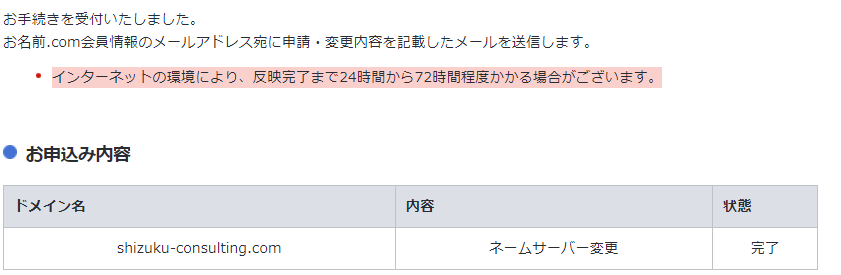 お手続きを受付いたしました。
お名前.com会員情報のメールアドレス宛に申請・変更内容を記載したメールを送信します。
インターネットの環境により、反映完了まで24時間から72時間程度かかる場合がございます。
お申込み内容
ドメイン名 内容 状態
shizuku-consulting.com ネームサーバー変更 完了